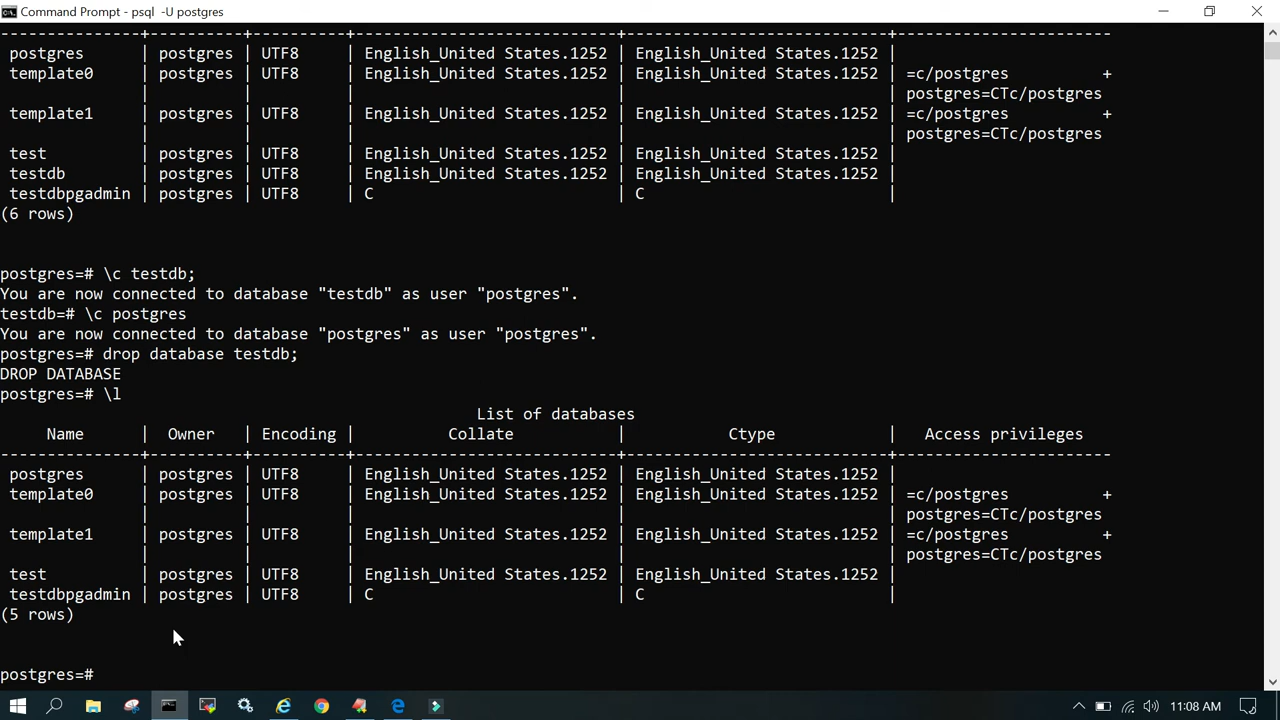 Command Prompt - psql  -U postgres
--------------+----------+----------+----------------------------+----------------------------+-----------------------
 postgres     | postgres | UTF8     | English_United States.1252 | English_United States.1252 |
 template0    | postgres | UTF8     | English_United States.1252 | English_United States.1252 | =c/postgres          +
              |          |          |                            |                            | postgres=CTc/postgres
 template1    | postgres | UTF8     | English_United States.1252 | English_United States.1252 | =c/postgres          +
              |          |          |                            |                            | postgres=CTc/postgres
 test         | postgres | UTF8     | English_United States.1252 | English_United States.1252 |
 testdb       | postgres | UTF8     | English_United States.1252 | English_United States.1252 |
 testdbpgadmin | postgres | UTF8     | C                          | C                          |
(6 rows)
postgres=# \c testdb;
You are now connected to database "testdb" as user "postgres".
testdb=# \c postgres
You are now connected to database "postgres" as user "postgres".
postgres=# drop database testdb;
DROP DATABASE
postgres=# \l
                                                   List of databases
     Name     |  Owner   | Encoding |          Collate           |           Ctype            |   Access privileges
--------------+----------+----------+----------------------------+----------------------------+-----------------------
 postgres     | postgres | UTF8     | English_United States.1252 | English_United States.1252 |
 template0    | postgres | UTF8     | English_United States.1252 | English_United States.1252 | =c/postgres          +
              |          |          |                            |                            | postgres=CTc/postgres
 template1    | postgres | UTF8     | English_United States.1252 | English_United States.1252 | =c/postgres          +
              |          |          |                            |                            | postgres=CTc/postgres
 test         | postgres | UTF8     | English_United States.1252 | English_United States.1252 |
 testdbpgadmin | postgres | UTF8     | C                          | C                          |
(5 rows)
postgres=#
11:08 AM